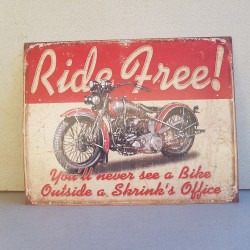 Ride Free!
You'll never see a Bike
Outside a Shrink's Office